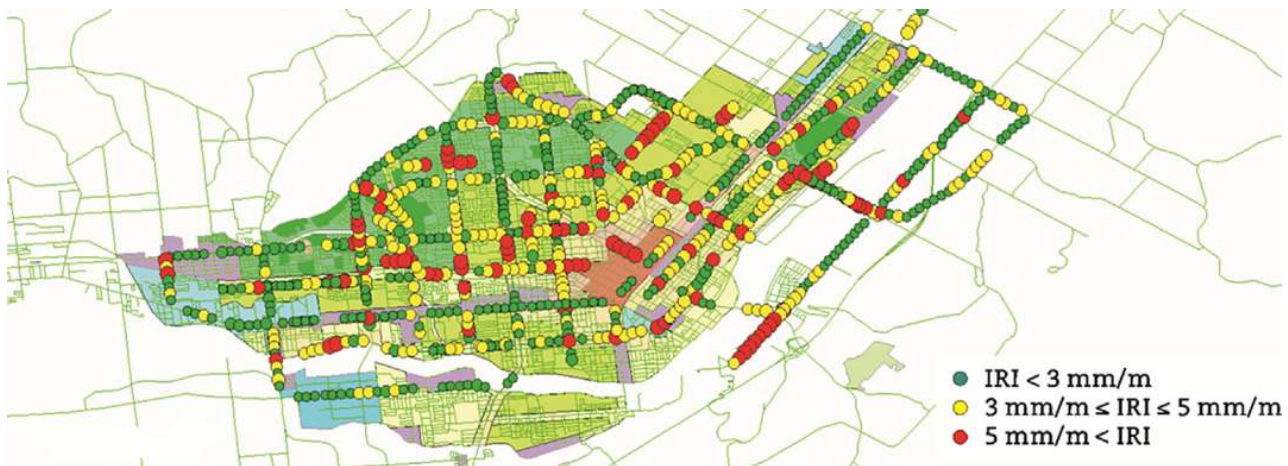 IRI < 3 mm/m
3 mm/m ≤ IRI ≤ 5 mm/m
5 mm/m < IRI